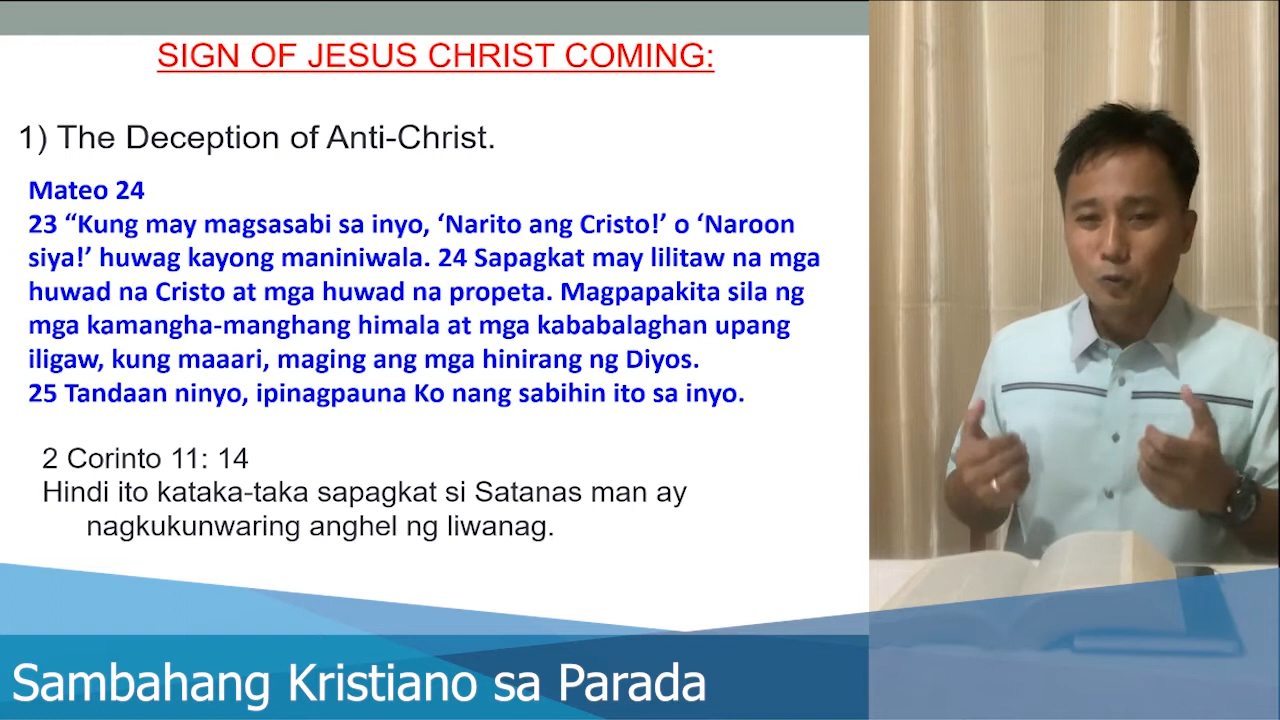 SIGN OF JESUS CHRIST COMING:
1) The Deception of Anti-Christ.
Mateo 24
23 “Kung may magsasabi sa inyo, ‘Narito ang Cristo!’ o ‘Naroon
siya!’ huwag kayong maniniwala. 24 Sapagkat may lilitaw na mga
huwad na Cristo at mga huwad na propeta. Magpapakita sila ng
mga kamangha-manghang himala at mga kababalaghan upang
iligaw, kung maaari, maging ang mga hinirang ng Diyos.
25 Tandaan ninyo, ipinagpauna Ko nang sabihin ito sa inyo.
2 Corinto 11: 14
Hindi ito kataka-taka sapagkat si Satanas man ay
nagkukunwaring anghel ng liwanag.
Sambahang Kristiano sa Parada